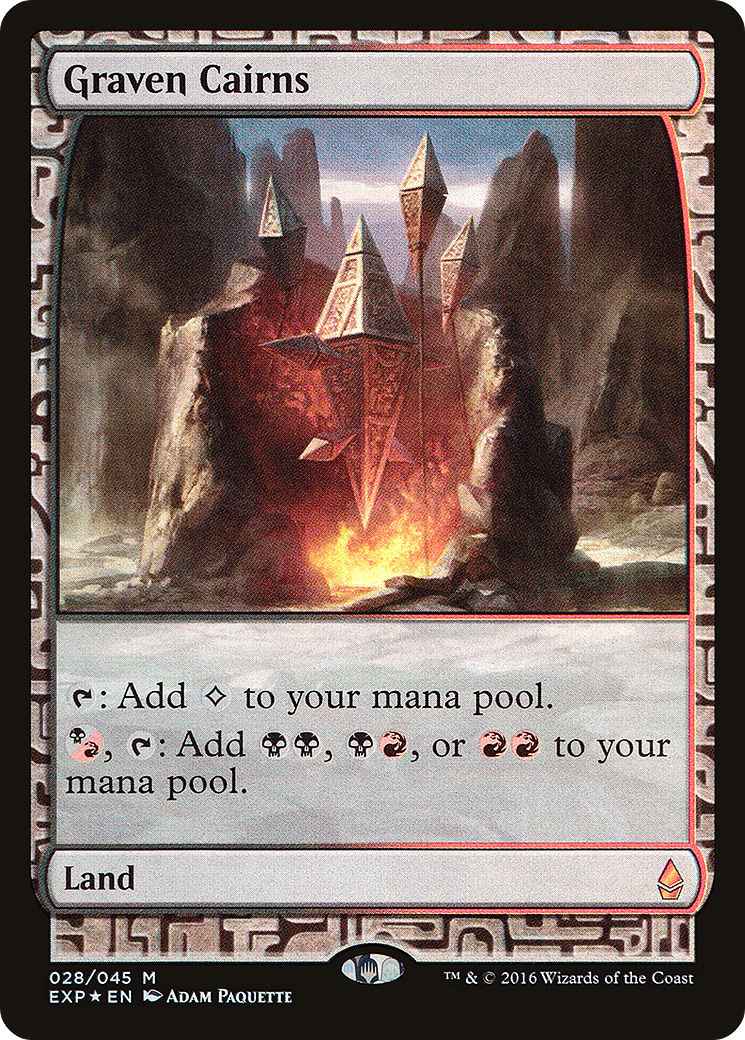 Graven Cairns
: Add to your mana pool.
, : Add , , or to your
mana pool.
Land
028/045 M
EXP★EN Adam Paquette
™ & © 2016 Wizards of the Coast